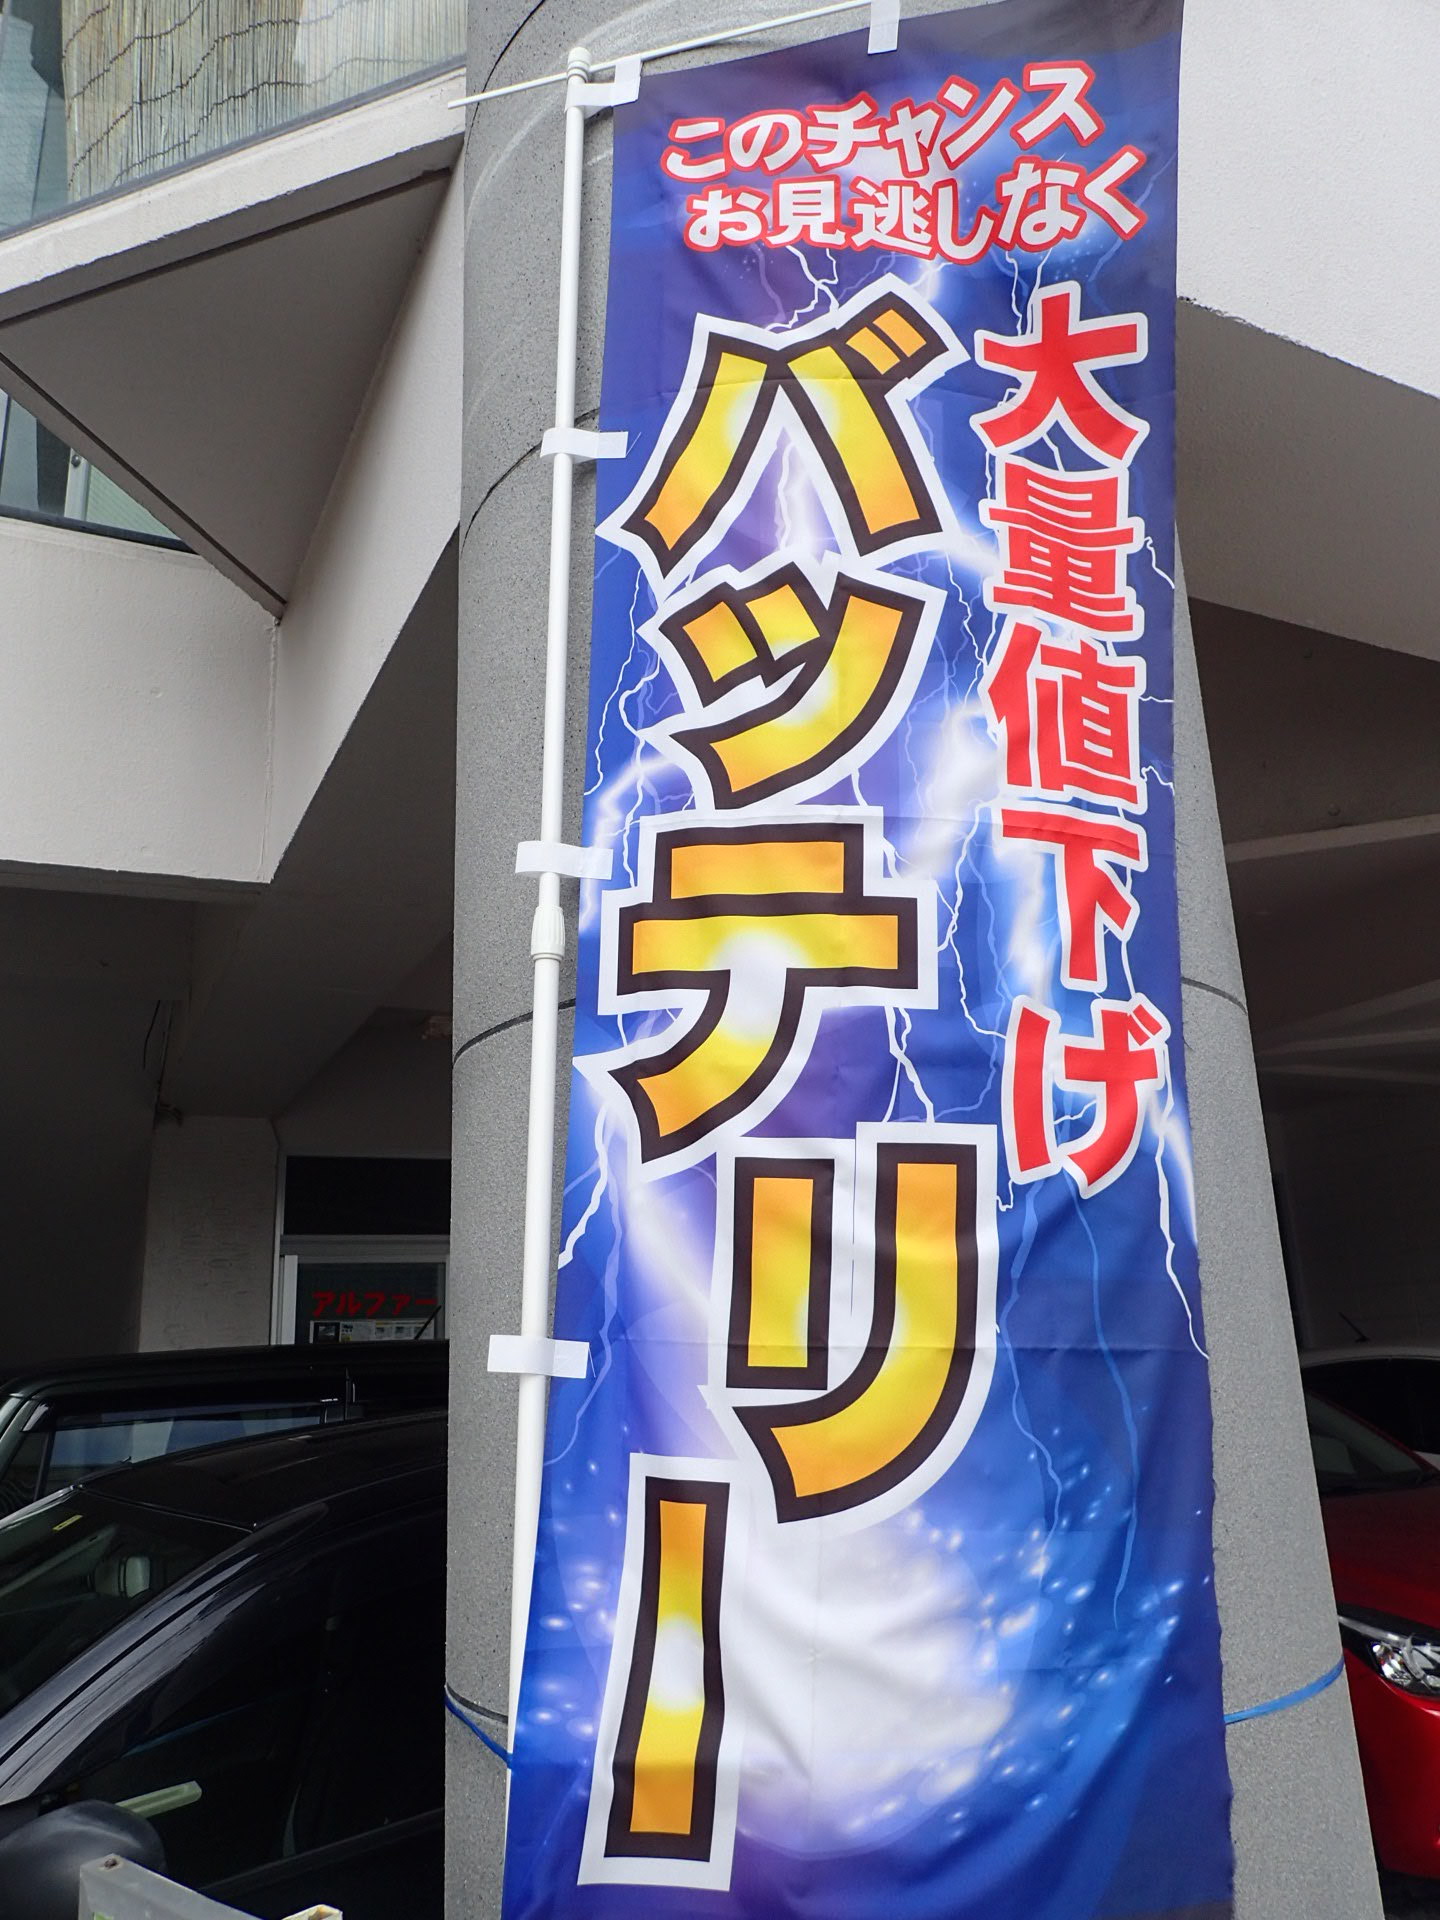 このチャンス
お見逃しなく
大量値下げ
バッテリー
アルファー